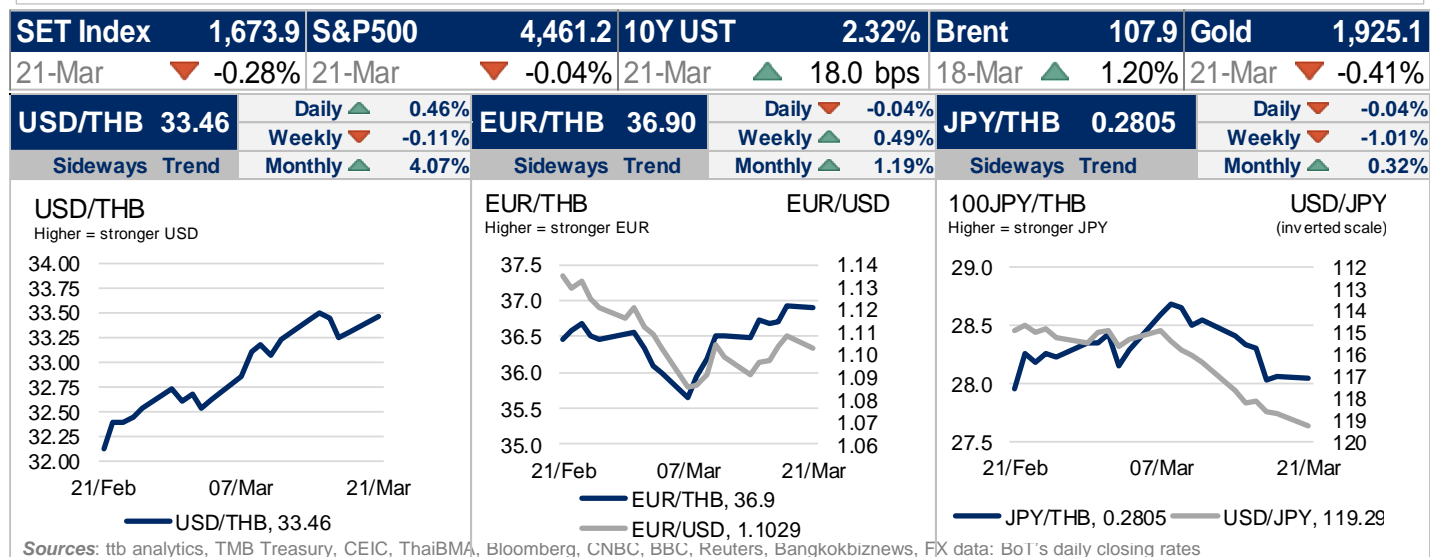 SET Index 1,673.9 S&P500 4,461.2 10Y UST 2.32% Brent 107.9 Gold 1,925.1
21-Mar -0.28% 21-Mar -0.04% 21-Mar 18.0 bps 18-Mar 1.20% 21-Mar -0.41%
USD/THB 33.46
Daily 0.46%
Weekly -0.11%
Sideways Trend Monthly 4.07%
EUR/THB 36.90
Daily -0.04%
Weekly 0.49%
Sideways Trend Monthly 1.19%
JPY/THB 0.2805
Daily -0.04%
Weekly -1.01%
Sideways Trend Monthly 0.32%
USD/THB
Higher = stronger USD
34.00
33.75
33.50
33.25
33.00
32.75
32.50
32.25
32.00
21/Feb 07/Mar 21/Mar
USD/THB, 33.46
EUR/THB EUR/USD
Higher = stronger EUR
37.5
37.0
36.5
36.0
35.5
35.0
1.14
1.13
1.12
1.11
1.10
1.09
1.08
1.07
1.06
21/Feb 07/Mar 21/Mar
EUR/THB, 36.9
EUR/USD, 1.1029
100JPY/THB USD/JPY
Higher = stronger JPY (inverted scale)
29.0
28.5
28.0
27.5
112
113
114
115
116
117
118
119
120
21/Feb 07/Mar 21/Mar
JPY/THB, 0.2805 USD/JPY, 119.29
Sources: ttb analytics, TMB Treasury, CEIC, ThaiBMA, Bloomberg, CNBC, BBC, Reuters, Bangkokbiznews, FX data: BoT's daily closing rates